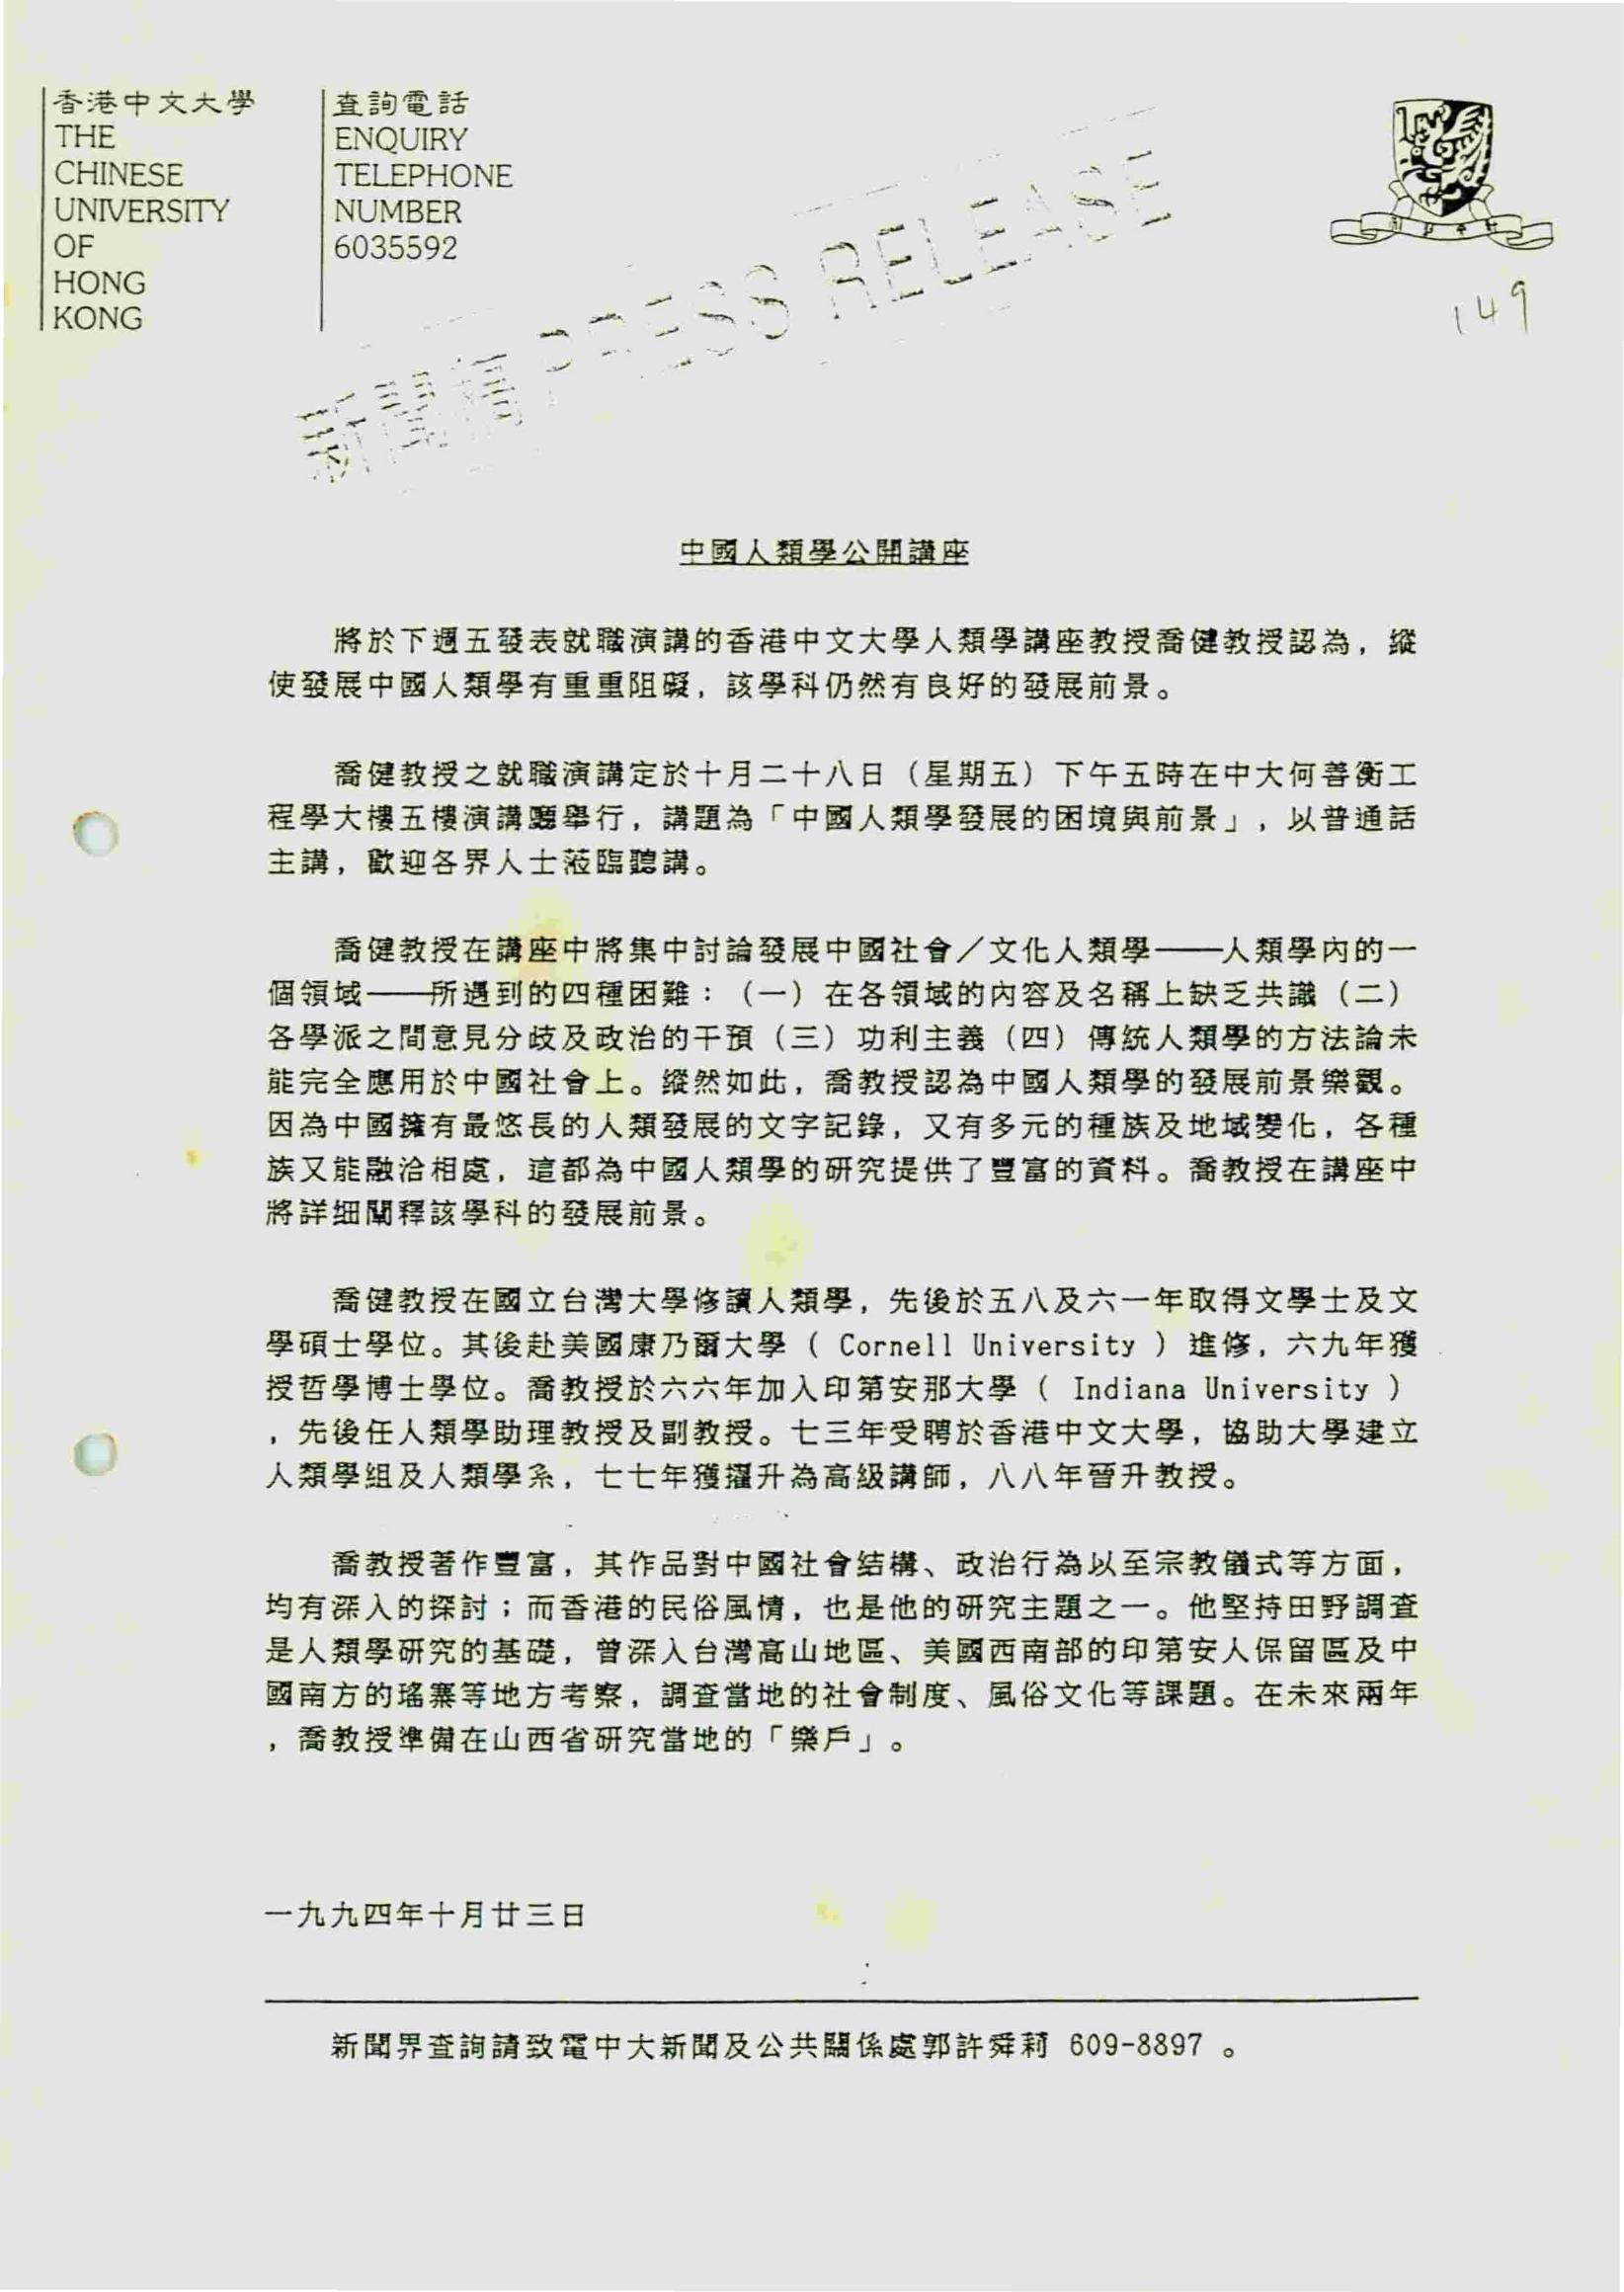 香港中文大學
THE
CHINESE
UNIVERSITY
OF
HONG
KONG
查詢電話
ENQUIRY
TELEPHONE
NUMBER
6035592
新聞稿 PRESS RELEASE
149
中國人類學公開講座
將於下週五發表就職演講的香港中文大學人類學講座教授喬健教授認為，縱
使發展中國人類學有重重阻礙，該學科仍然有良好的發展前景。
喬健教授之就職演講定於十月二十八日（星期五）下午五時在中大何善衡工
程學大樓五樓演講廳舉行，講題為「中國人類學發展的困境與前景」，以普通話
主講，歡迎各界人士蒞臨聽講。
喬健教授在講座中將集中討論發展中國社會／文化人類學——人類學內的一
個領域——所遇到的四種困難：（一）在各領域的內容及名稱上缺乏共識（二）
各學派之間意見分歧及政治的干預（三）功利主義（四）傳統人類學的方法論未
能完全應用於中國社會上。縱然如此，喬教授認為中國人類學的發展前景樂觀。
因為中國擁有最悠長的人類發展的文字記錄，又有多元的種族及地域變化，各種
族又能融洽相處，這都為中國人類學的研究提供了豐富的資料。喬教授在講座中
將詳細闡釋該學科的發展前景。
喬健教授在國立台灣大學修讀人類學，先後於五八及六一年取得文學士及文
學碩士學位。其後赴美國康乃爾大學（ Cornell University ）進修，六九年獲
授哲學博士學位。喬教授於六六年加入印第安那大學（ Indiana University ）
，先後任人類學助理教授及副教授。七三年受聘於香港中文大學，協助大學建立
人類學組及人類學系，七七年獲擢升為高級講師，八八年晉升教授。
喬教授著作豐富，其作品對中國社會結構、政治行為以至宗教儀式等方面，
均有深入的探討；而香港的民俗風情，也是他的研究主題之一。他堅持田野調查
是人類學研究的基礎，曾深入台灣高山地區、美國西南部的印第安人保留區及中
國南方的瑤寨等地方考察，調查當地的社會制度、風俗文化等課題。在未來兩年
，喬教授準備在山西省研究當地的「樂戶」。
一九九四年十月廿三日
新聞界查詢請致電中大新聞及公共關係處郭許舜莉 609-8897 。